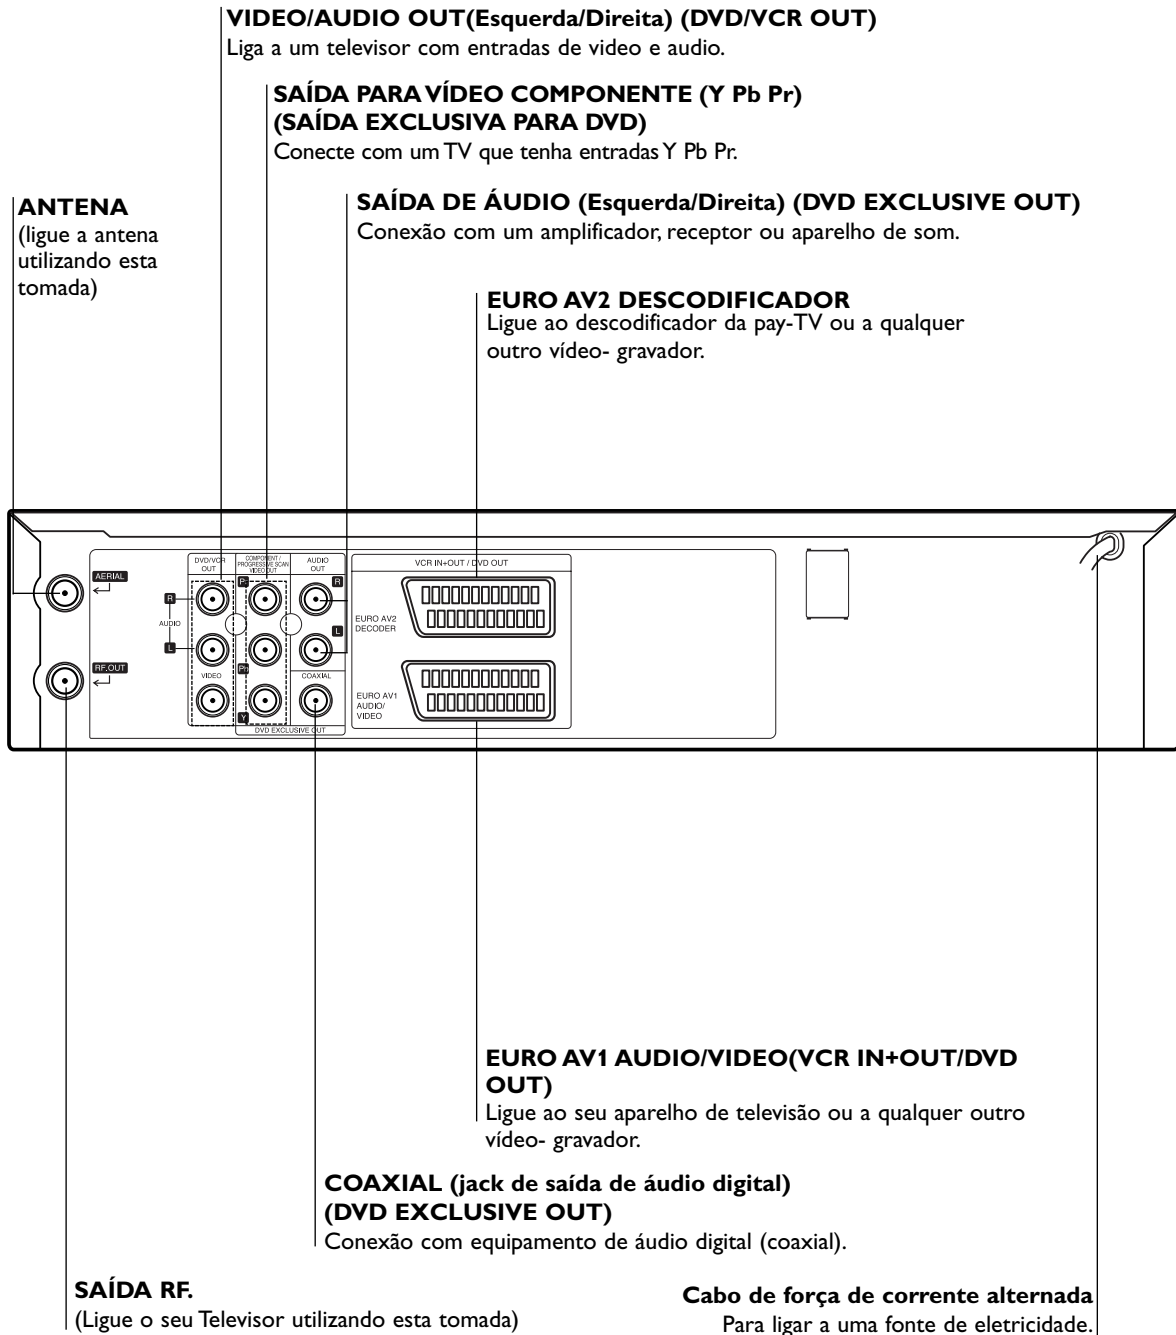 VIDEO/AUDIO OUT(Esquerda/Direita) (DVD/VCR OUT)
Liga a um televisor com entradas de video e audio.
SAÍDA PARA VÍDEO COMPONENTE (Y Pb Pr)
(SAÍDA EXCLUSIVA PARA DVD)
Conecte com um TV que tenha entradas Y Pb Pr.
ANTENA
(ligue a antena
utilizando esta
tomada)
SAÍDA DE ÁUDIO (Esquerda/Direita) (DVD EXCLUSIVE OUT)
Conexão com um amplificador, receptor ou aparelho de som.
EURO AV2 DESCODIFICADOR
Ligue ao descodificador da pay-TV ou a qualquer
outro vídeo- gravador.
AERIAL
RF.OUT
DVD/VCR
OUT
R
AUDIO
L
VIDEO
COMPONENT /
PROGRESSIVE SCAN
VIDEO OUT
Pb
Y
AUDIO
OUT
R
L
COAXIAL
DVD EXCLUSIVE OUT
VCR IN+OUT / DVD OUT
EURO AV2
DECODER
EURO AV1
AUDIO/
VIDEO
EURO AV1 AUDIO/VIDEO(VCR IN+OUT/DVD
OUT)
Ligue ao seu aparelho de televisão ou a qualquer outro
vídeo- gravador.
COAXIAL (jack de saída de áudio digital)
(DVD EXCLUSIVE OUT)
Conexão com equipamento de áudio digital (coaxial).
SAÍDA RF.
(Ligue o seu Televisor utilizando esta tomada)
Cabo de força de corrente alternada
Para ligar a uma fonte de eletricidade.